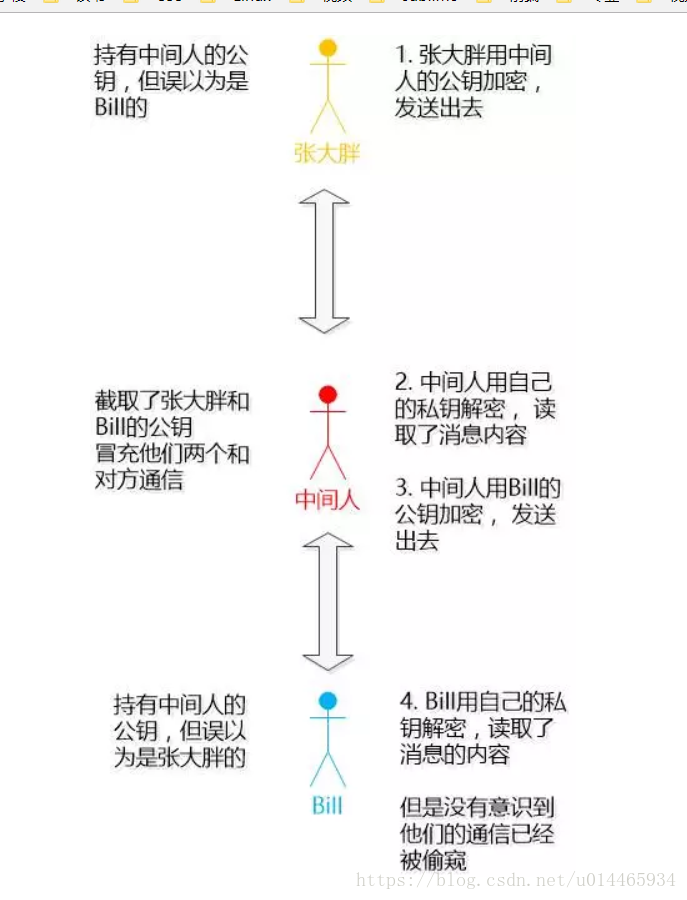 持有中间人的公
钥，但误以为是
Bill的
1. 张大胖用中间
人的公钥加密，
发送出去
张大胖
截取了张大胖和
Bill的公钥
冒充他们两个和
对方通信
2. 中间人用自己
的私钥解密， 读
取了消息内容
中间人
3. 中间人用Bill的
公钥加密， 发送
出去
持有中间人的
公钥，但误以
为是张大胖的
4. Bill用自己的私
钥解密，读取了
消息的内容
Bill
但是没有意识到
他们的通信已经
被偷窥
https://blog.csdn.net/u014465934